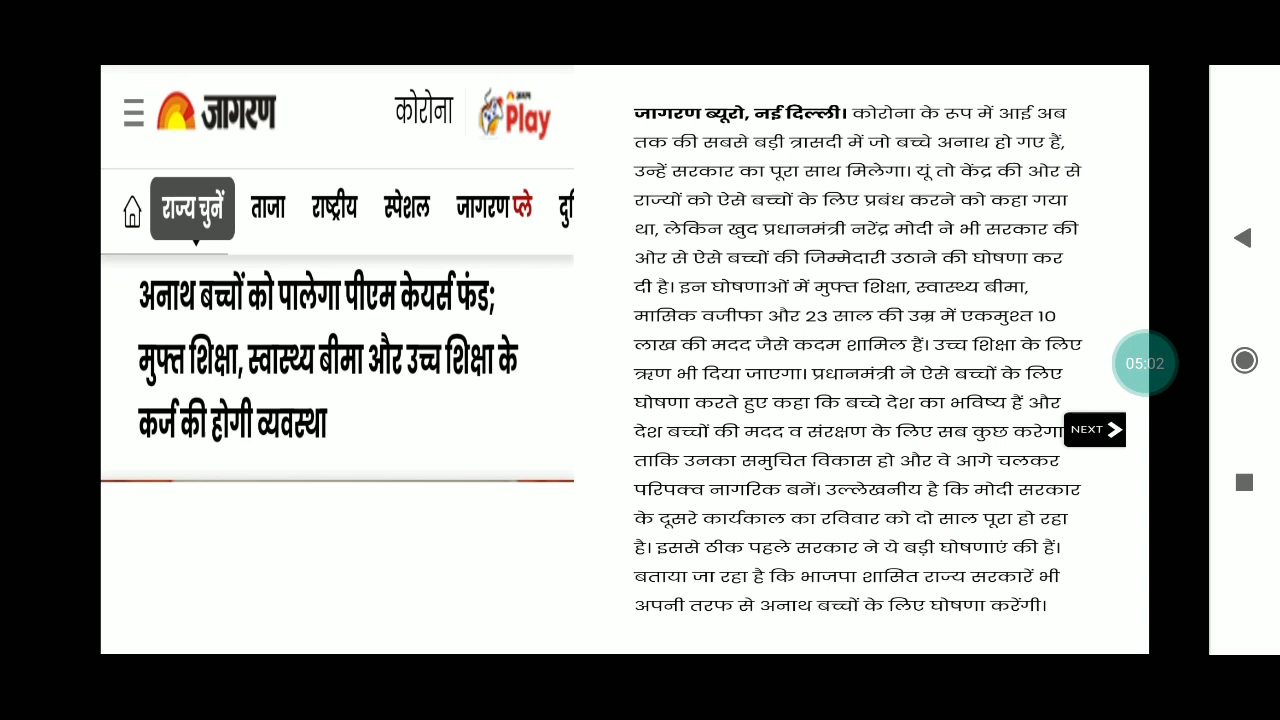 जागरण
कोरोना
जागरण
Play
राज्य चुनें
ताजा
राष्ट्रीय
स्पेशल
जागरण प्ले
अनाथ बच्चों को पालेगा पीएम केयर्स फंड;
मुफ्त शिक्षा, स्वास्थ्य बीमा और उच्च शिक्षा के
कर्ज की होगी व्यवस्था
जागरण ब्यूरो, नई दिल्ली। कोरोना के रूप में आई अब
तक की सबसे बड़ी त्रासदी में जो बच्चे अनाथ हो गए हैं,
उन्हें सरकार का पूरा साथ मिलेगा। यूं तो केंद्र की ओर से
राज्यों को ऐसे बच्चों के लिए प्रबंध करने को कहा गया
था, लेकिन खुद प्रधानमंत्री नरेंद्र मोदी ने भी सरकार की
ओर से ऐसे बच्चों की जिम्मेदारी उठाने की घोषणा कर
दी है। इन घोषणाओं में मुफ्त शिक्षा, स्वास्थ्य बीमा,
मासिक वजीफा और 23 साल की उम्र में एकमुश्त 10
लाख की मदद जैसे कदम शामिल हैं। उच्च शिक्षा के लिए
ऋण भी दिया जाएगा। प्रधानमंत्री ने ऐसे बच्चों के लिए
घोषणा करते हुए कहा कि बच्चे देश का भविष्य हैं और
देश बच्चों की मदद व संरक्षण के लिए सब कुछ करेगा
ताकि उनका समुचित विकास हो और वे आगे चलकर
परिपक्व नागरिक बनें। उल्लेखनीय है कि मोदी सरकार
के दूसरे कार्यकाल का रविवार को दो साल पूरा हो रहा
है। इससे ठीक पहले सरकार ने ये बड़ी घोषणाएं की हैं।
बताया जा रहा है कि भाजपा शासित राज्य सरकारें भी
अपनी तरफ से अनाथ बच्चों के लिए घोषणा करेंगी।
05:02
NEXT